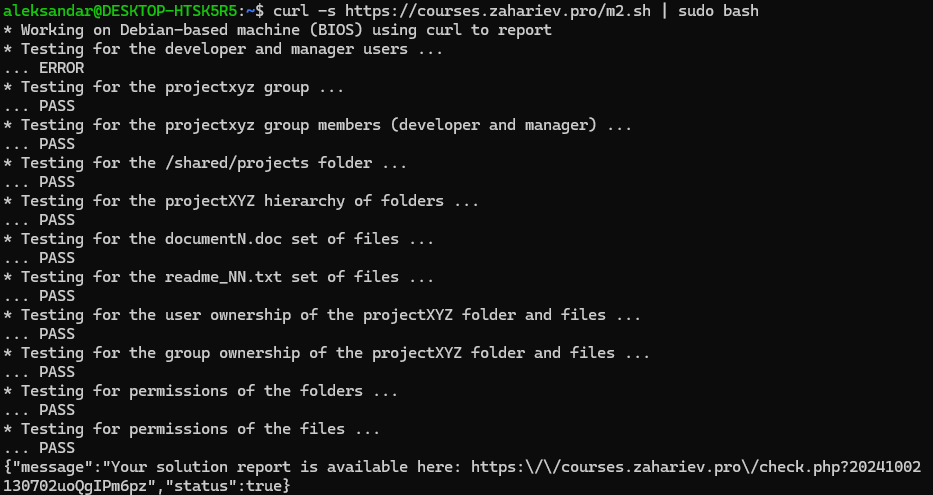 aleksandar@DESKTOP-HTSK5R5:~$ curl -s https://courses.zahariev.pro/m2.sh | sudo bash
* Working on Debian-based machine (BIOS) using curl to report
* Testing for the developer and manager users ...
... ERROR
* Testing for the projectxyz group ...
... PASS
* Testing for the projectxyz group members (developer and manager) ...
... PASS
* Testing for the /shared/projects folder ...
... PASS
* Testing for the projectXYZ hierarchy of folders ...
... PASS
* Testing for the documentN.doc set of files ...
... PASS
* Testing for the readme_NN.txt set of files ...
... PASS
* Testing for the user ownership of the projectXYZ folder and files ...
... PASS
* Testing for the group ownership of the projectXYZ folder and files ...
... PASS
* Testing for permissions of the folders ...
... PASS
* Testing for permissions of the files ...
... PASS
{"message":"Your solution report is available here: https:\/\/courses.zahariev.pro\/check.php?20241002
130702uoQgIPm6pz","status":true}